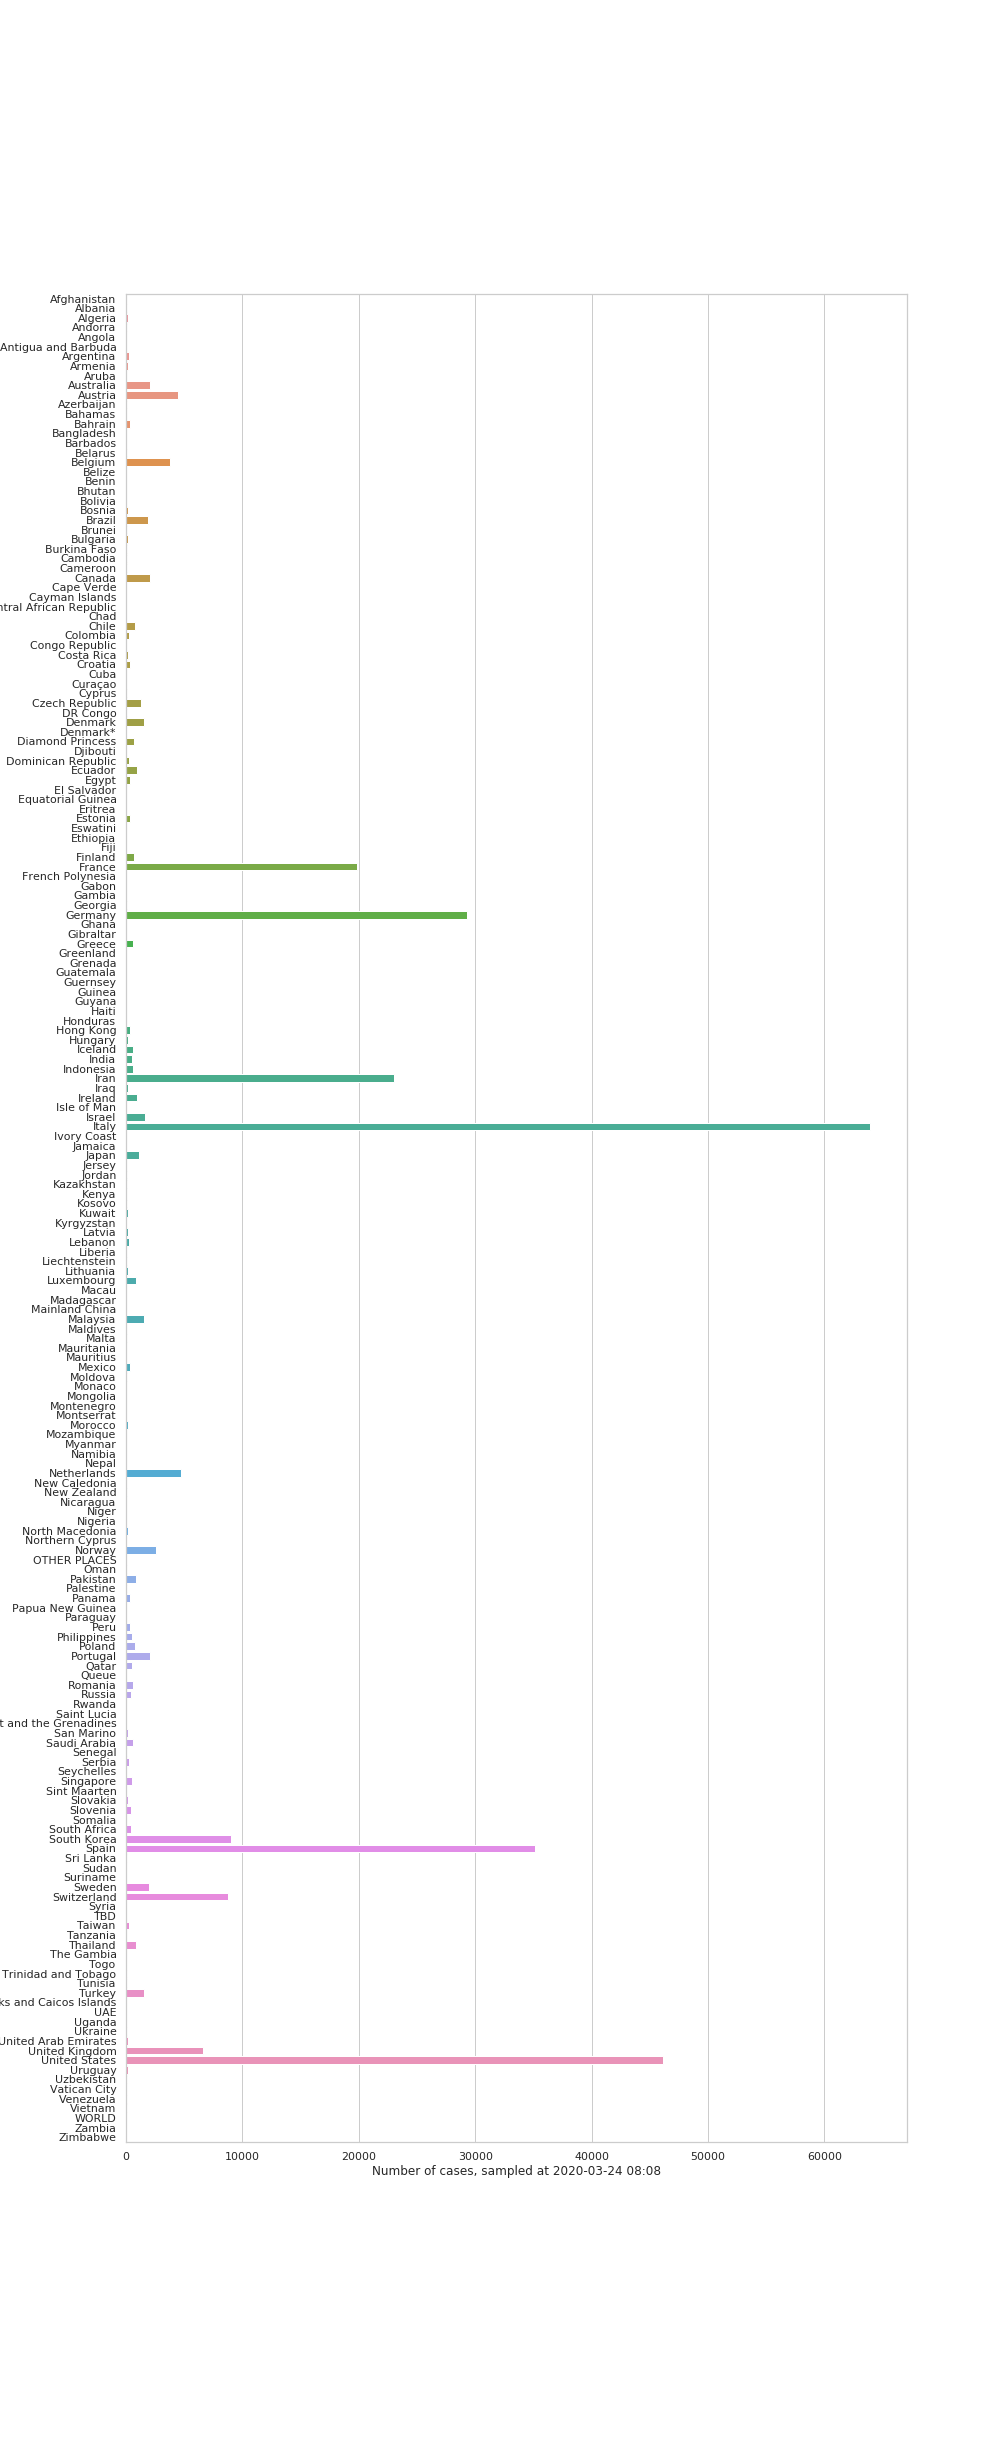 Afghanistan
Albania
Algeria
Andorra
Angola
Antigua and Barbuda
Argentina
Armenia
Aruba
Australia
Austria
Azerbaijan
Bahamas
Bahrain
Bangladesh
Barbados
Belarus
Belgium
Belize
Benin
Bhutan
Bolivia
Bosnia
Brazil
Brunei
Bulgaria
Burkina Faso
Cambodia
Cameroon
Canada
Cape Verde
Cayman Islands
ntral African Republic
Chad
Chile
Colombia
Congo Republic
Costa Rica
Croatia
Cuba
Curaçao
Cyprus
Czech Republic
DR Congo
Denmark
Denmark*
Diamond Princess
Djibouti
Dominican Republic
Ecuador
Egypt
El Salvador
Equatorial Guinea
Eritrea
Estonia
Eswatini
Ethiopia
Fiji
Finland
France
French Polynesia
Gabon
Gambia
Georgia
Germany
Ghana
Gibraltar
Greece
Greenland
Grenada
Guatemala
Guernsey
Guinea
Guyana
Haiti
Honduras
Hong Kong
Hungary
Iceland
India
Indonesia
Iran
Iraq
Ireland
Isle of Man
Israel
Italy
Ivory Coast
Jamaica
Japan
Jersey
Jordan
Kazakhstan
Kenya
Kosovo
Kuwait
Kyrgyzstan
Latvia
Lebanon
Liberia
Liechtenstein
Lithuania
Luxembourg
Macau
Madagascar
Mainland China
Malaysia
Maldives
Malta
Mauritania
Mauritius
Mexico
Moldova
Monaco
Mongolia
Montenegro
Montserrat
Morocco
Mozambique
Myanmar
Namibia
Nepal
Netherlands
New Caledonia
New Zealand
Nicaragua
Niger
Nigeria
North Macedonia
Northern Cyprus
Norway
OTHER PLACES
Oman
Pakistan
Palestine
Panama
Papua New Guinea
Paraguay
Peru
Philippines
Poland
Portugal
Qatar
Queue
Romania
Russia
Rwanda
Saint Lucia
t and the Grenadines
San Marino
Saudi Arabia
Senegal
Serbia
Seychelles
Singapore
Sint Maarten
Slovakia
Slovenia
Somalia
South Africa
South Korea
Spain
Sri Lanka
Sudan
Suriname
Sweden
Switzerland
Syria
TBD
Taiwan
Tanzania
Thailand
The Gambia
Togo
Trinidad and Tobago
Tunisia
Turkey
ks and Caicos Islands
UAE
Uganda
Ukraine
United Arab Emirates
United Kingdom
United States
Uruguay
Uzbekistan
Vatican City
Venezuela
Vietnam
WORLD
Zambia
Zimbabwe
0 10000 20000 30000 40000 50000 60000
Number of cases, sampled at 2020-03-24 08:08